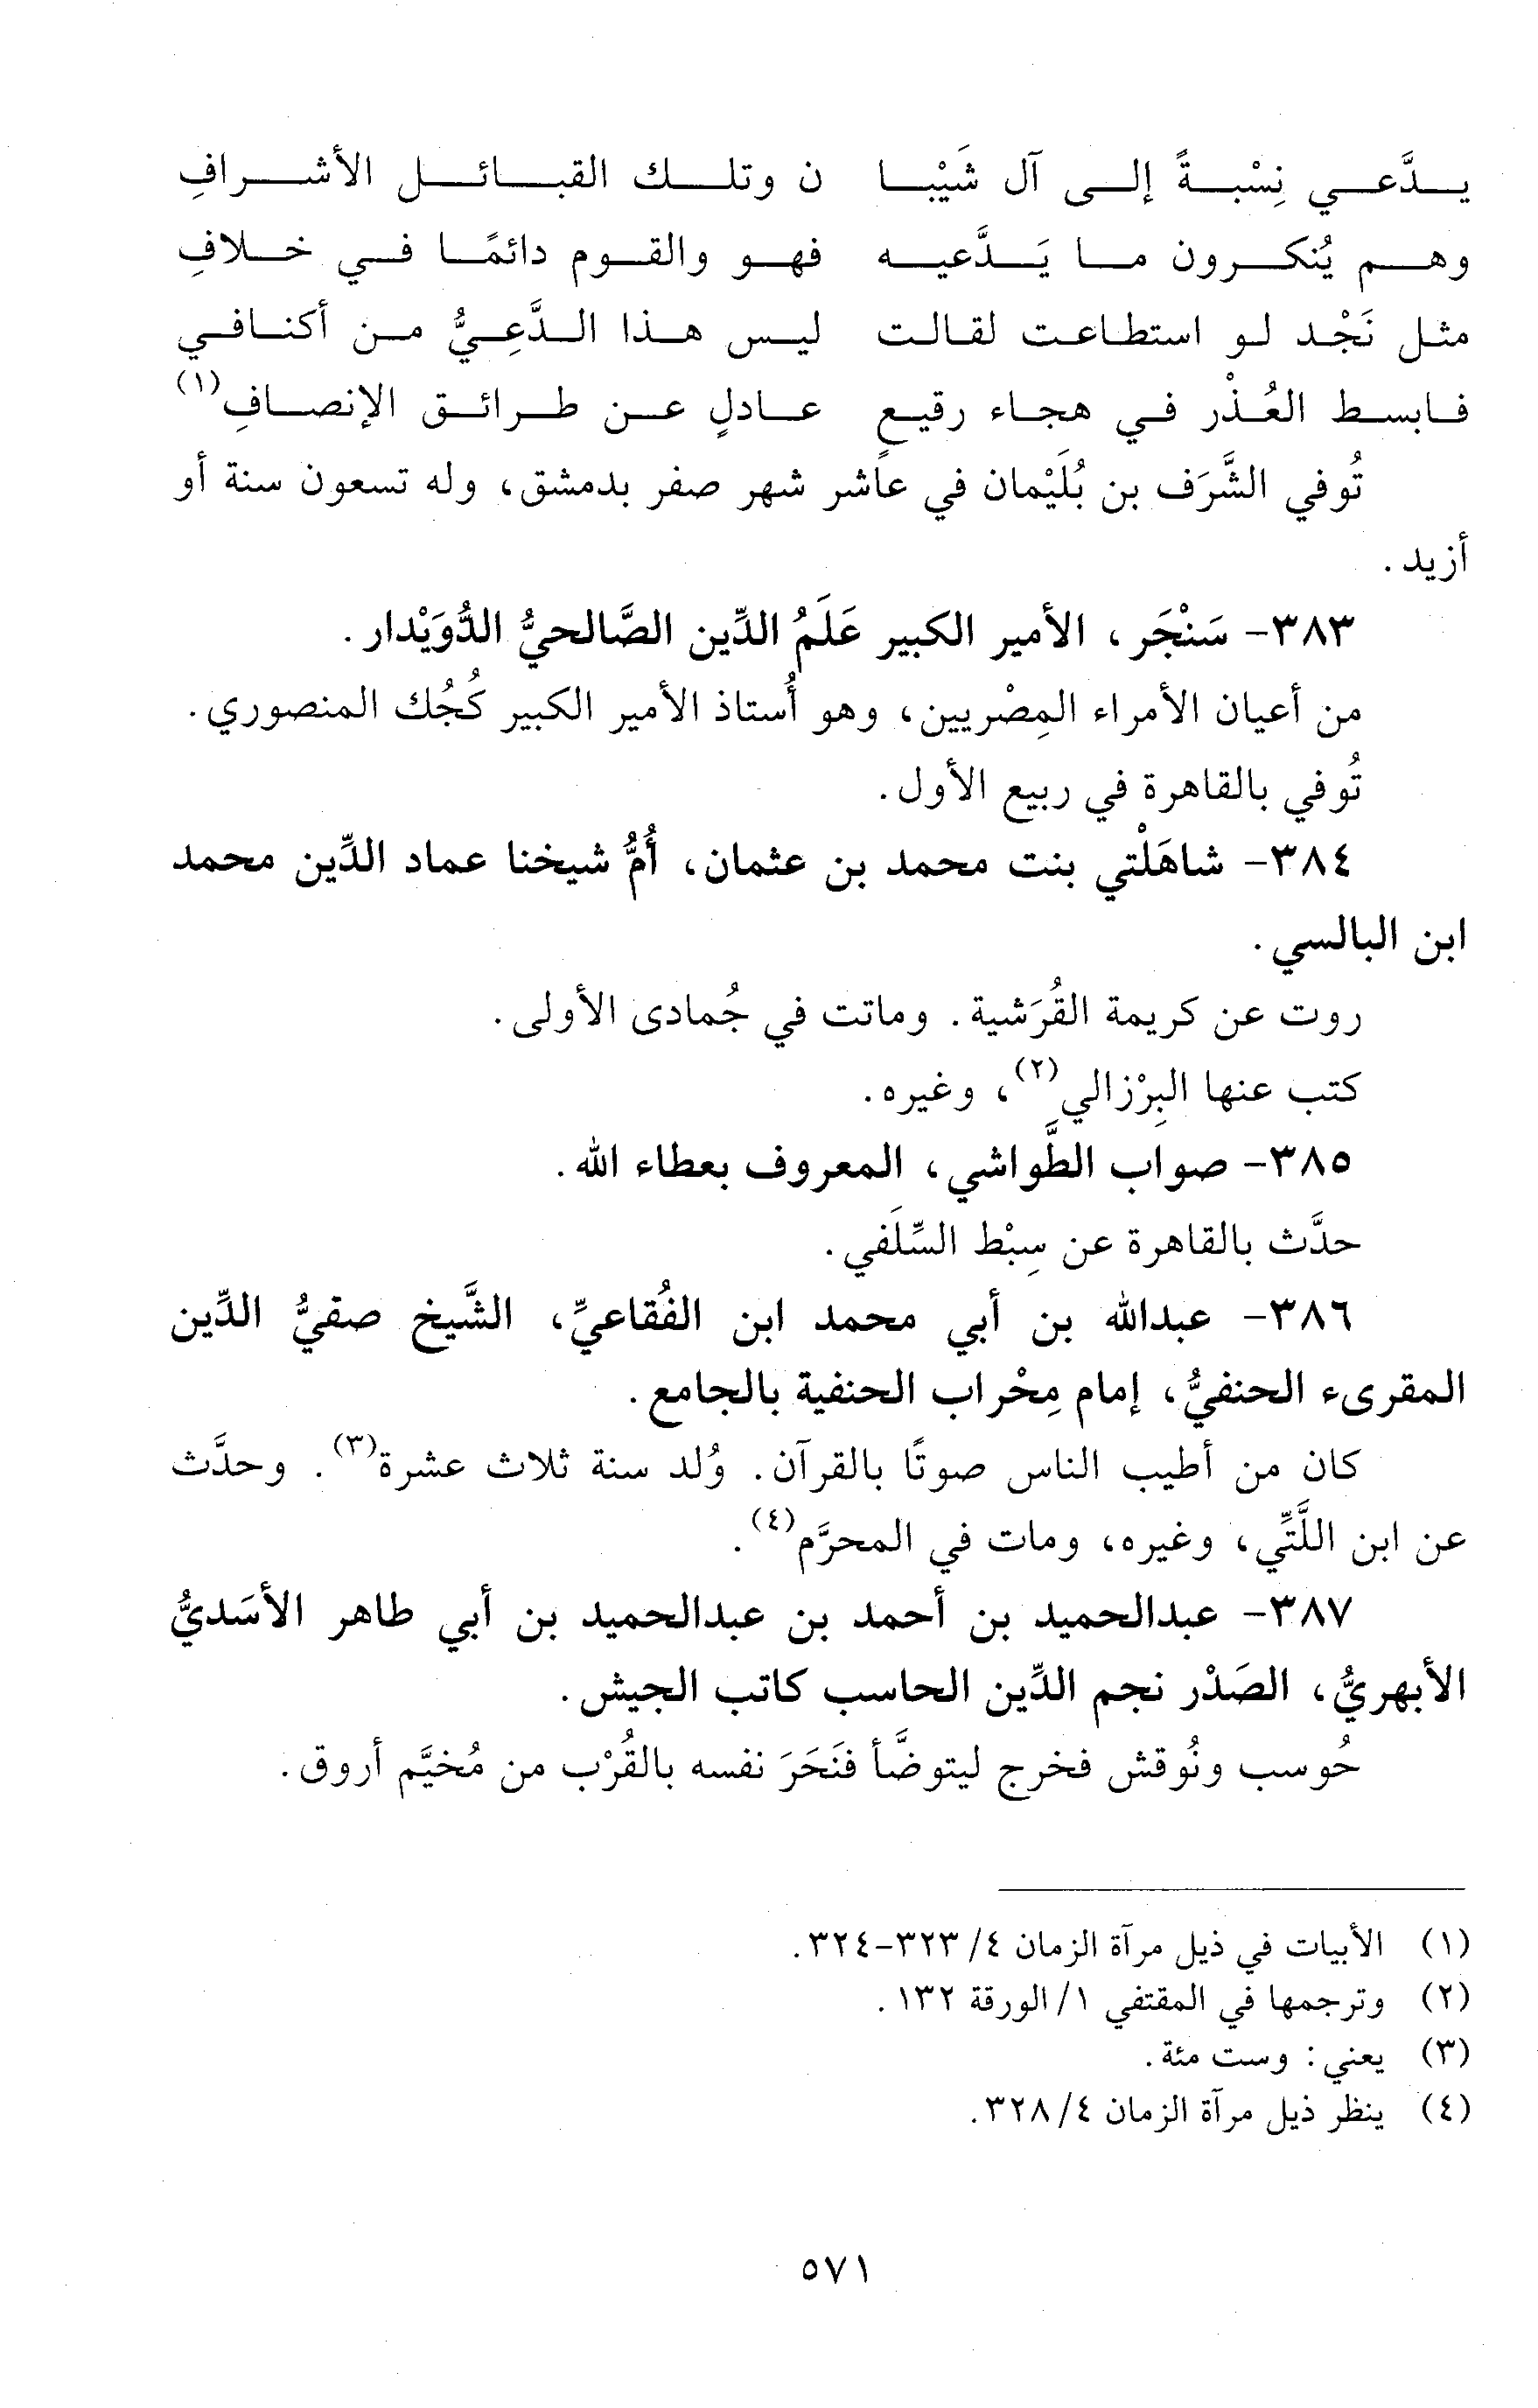 يدَّعي نِسْبةً إلى آل شَيْبا ن وتلك القبائل الأشرافِ
وهم يُنكرون ما يَدَّعيه فهو والقوم دائمًا في خلافِ
مثل نَجْد لو استطاعت لقالت ليس هذا الدَّعِيُّ من أكنافي
فابسط العُذْر في هجاء رقيعٍ عادلٍ عن طرائق الإنصافِ(١)
تُوفي الشَّرَف بن بُلَيْمان في عاشر شهر صفر بدمشق، وله تسعون سنة أو
أزيد.
٣٨٣- سَنْجَر، الأمير الكبير عَلَمُ الدِّين الصَّالحيُّ الدُّوَيْدار.
من أعيان الأمراء المِصْريين، وهو أُستاذ الأمير الكبير كُجُك المنصوري.
تُوفي بالقاهرة في ربيع الأول.
٣٨٤- شاهَلْتي بنت محمد بن عثمان، أُمُّ شيخنا عماد الدِّين محمد
ابن البالسي.
روت عن كريمة القُرَشية. وماتت في جُمادى الأولى.
كتب عنها البِرْزالي(٢)، وغيره.
٣٨٥- صواب الطَّواشي، المعروف بعطاء الله.
حدَّث بالقاهرة عن سِبْط السِّلَفي.
٣٨٦- عبدالله بن أبي محمد ابن الفُقاعيِّ، الشَّيخ صفيُّ الدِّين
المقرىء الحنفيُّ، إمام مِحْراب الحنفية بالجامع.
كان من أطيب الناس صوتًا بالقرآن. وُلد سنة ثلاث عشرة(٣). وحدَّث
عن ابن اللَّتِّي، وغيره، ومات في المحرَّم(٤).
٣٨٧- عبدالحميد بن أحمد بن عبدالحميد بن أبي طاهر الأسَديُّ
الأبهريُّ، الصَدْر نجم الدِّين الحاسب كاتب الجيش.
حُوسب ونُوقش فخرج ليتوضَّأ فنَحَرَ نفسه بالقُرْب من مُخيَّم أروق.
(١) الأبيات في ذيل مرآة الزمان ٤/ ٣٢٣-٣٢٤.
(٢) وترجمها في المقتفي ١/ الورقة ١٣٢.
(٣) يعني: وست مئة.
(٤) ينظر ذيل مرآة الزمان ٤/ ٣٢٨.
٥٧١